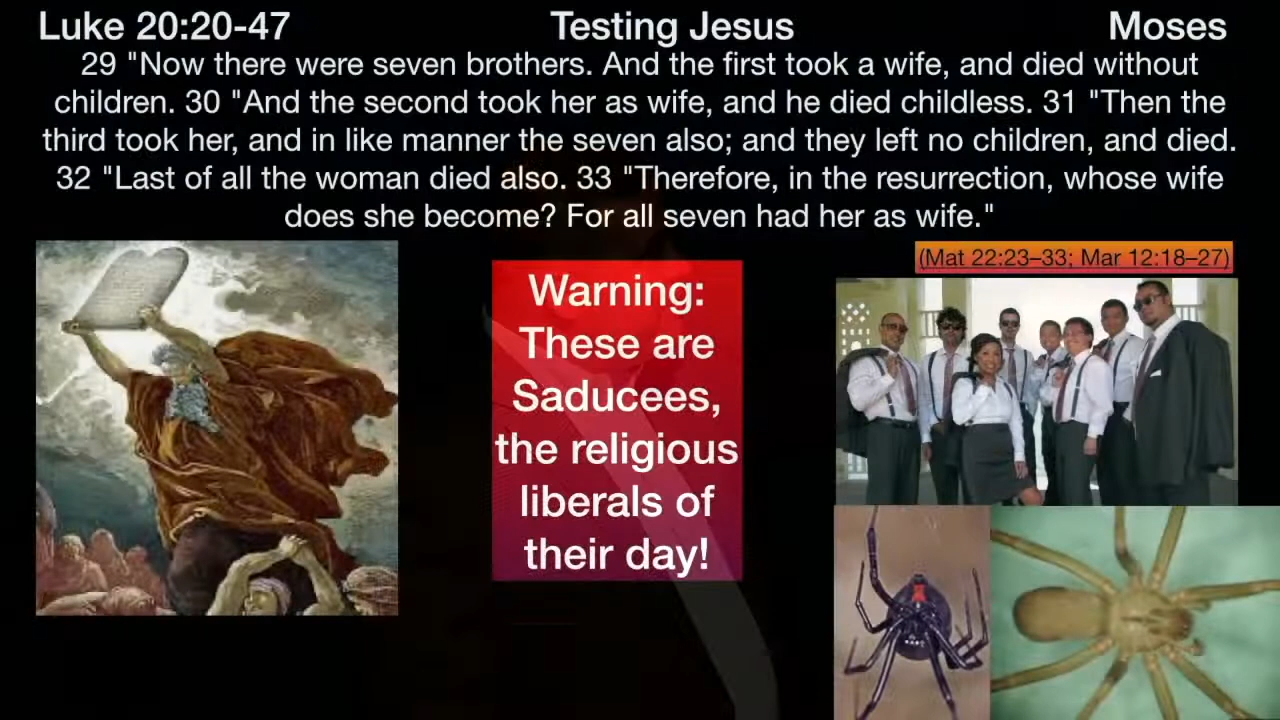 Luke 20:20-47 Testing Jesus Moses
29 "Now there were seven brothers. And the first took a wife, and died without
children. 30 "And the second took her as wife, and he died childless. 31 "Then the
third took her, and in like manner the seven also; and they left no children, and died.
32 "Last of all the woman died also. 33 "Therefore, in the resurrection, whose wife
does she become? For all seven had her as wife."
(Mat 22:23–33; Mar 12:18–27)
Warning:
These are
Saducees,
the religious
liberals of
their day!